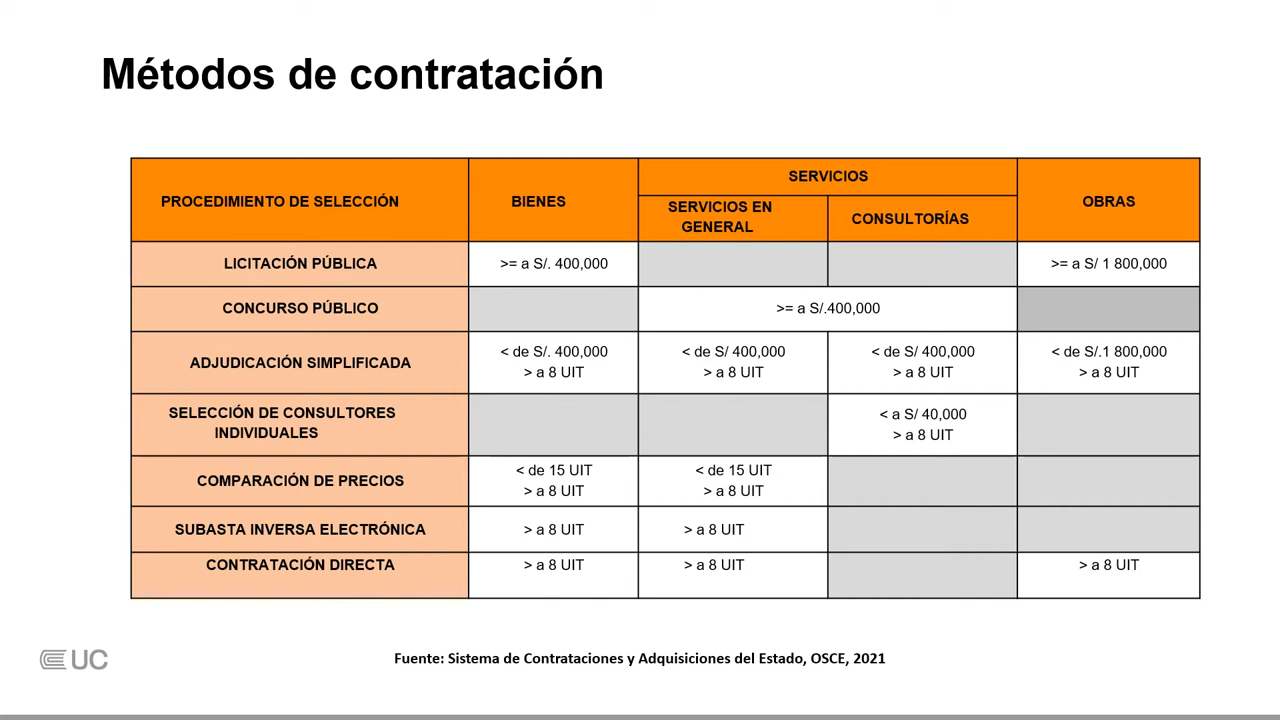 Métodos de contratación
PROCEDIMIENTO DE SELECCIÓN
BIENES
SERVICIOS
SERVICIOS EN
GENERAL
CONSULTORÍAS
OBRAS
LICITACIÓN PÚBLICA
>= a S/. 400,000
>= a S/ 1 800,000
CONCURSO PÚBLICO
>= a S/.400,000
ADJUDICACIÓN SIMPLIFICADA
< de S/. 400,000
> a 8 UIT
< de S/ 400,000
> a 8 UIT
< de S/ 400,000
> a 8 UIT
< de S/.1 800,000
> a 8 UIT
SELECCIÓN DE CONSULTORES
INDIVIDUALES
< a S/ 40,000
> a 8 UIT
COMPARACIÓN DE PRECIOS
< de 15 UIT
> a 8 UIT
< de 15 UIT
> a 8 UIT
SUBASTA INVERSA ELECTRÓNICA
> a 8 UIT
> a 8 UIT
CONTRATACIÓN DIRECTA
> a 8 UIT
> a 8 UIT
> a 8 UIT
UC
Fuente: Sistema de Contrataciones y Adquisiciones del Estado, OSCE, 2021